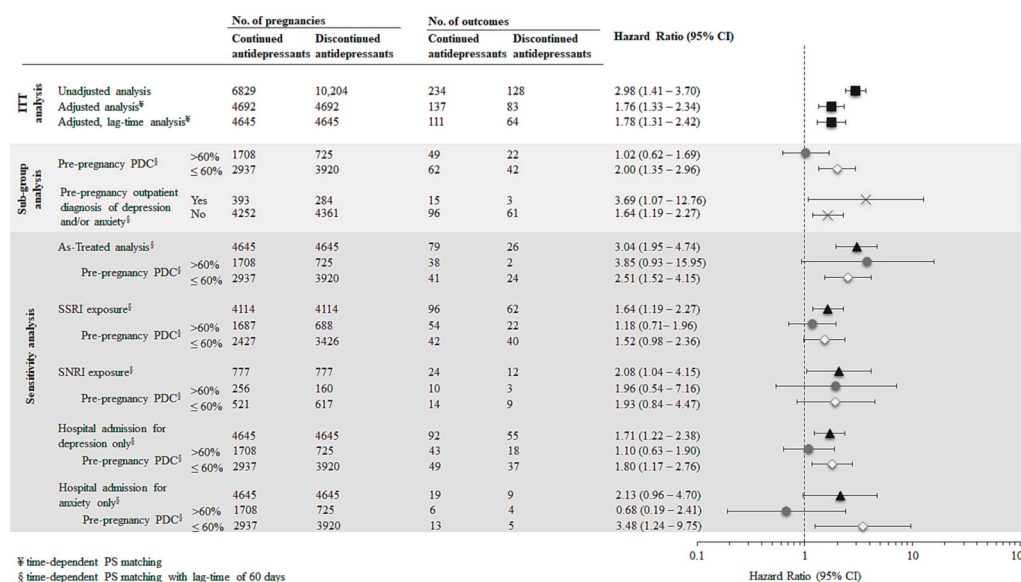 No. of pregnancies No. of outcomes
Continued antidepressants Discontinued antidepressants Continued antidepressants Discontinued antidepressants Hazard Ratio (95% CI)
ITT analysis
Unadjusted analysis 6829 10,204 234 128 2.98 (1.41 – 3.70)
Adjusted analysis¥ 4692 4692 137 83 1.76 (1.33 – 2.34)
Adjusted, lag-time analysis¥ 4645 4645 111 64 1.78 (1.31 – 2.42)
Sub-group analysis
Pre-pregnancy PDC§ >60% 1708 725 49 22 1.02 (0.62 – 1.69)
≤ 60% 2937 3920 62 42 2.00 (1.35 – 2.96)
Pre-pregnancy outpatient diagnosis of depression and/or anxiety§ Yes 393 284 15 3 3.69 (1.07 – 12.76)
No 4252 4361 96 61 1.64 (1.19 – 2.27)
Sensitivity analysis
As-Treated analysis§ 4645 4645 79 26 3.04 (1.95 – 4.74)
Pre-pregnancy PDC§ >60% 1708 725 38 2 3.85 (0.93 – 15.95)
≤ 60% 2937 3920 41 24 2.51 (1.52 – 4.15)
SSRI exposure§ 4114 4114 96 62 1.64 (1.19 – 2.27)
Pre-pregnancy PDC§ >60% 1687 688 54 22 1.18 (0.71– 1.96)
≤ 60% 2427 3426 42 40 1.52 (0.98 – 2.36)
SNRI exposure§ 777 777 24 12 2.08 (1.04 – 4.15)
Pre-pregnancy PDC§ >60% 256 160 10 3 1.96 (0.54 – 7.16)
≤ 60% 521 617 14 9 1.93 (0.84 – 4.47)
Hospital admission for depression only§ 4645 4645 92 55 1.71 (1.22 – 2.38)
Pre-pregnancy PDC§ >60% 1708 725 43 18 1.10 (0.63 – 1.90)
≤ 60% 2937 3920 49 37 1.80 (1.17 – 2.76)
Hospital admission for anxiety only§ 4645 4645 19 9 2.13 (0.96 – 4.70)
Pre-pregnancy PDC§ >60% 1708 725 6 4 0.68 (0.19 – 2.41)
≤ 60% 2937 3920 13 5 3.48 (1.24 – 9.75)
0.1 1 10 100
Hazard Ratio (95% CI)
¥ time-dependent PS matching
§ time-dependent PS matching with lag-time of 60 days